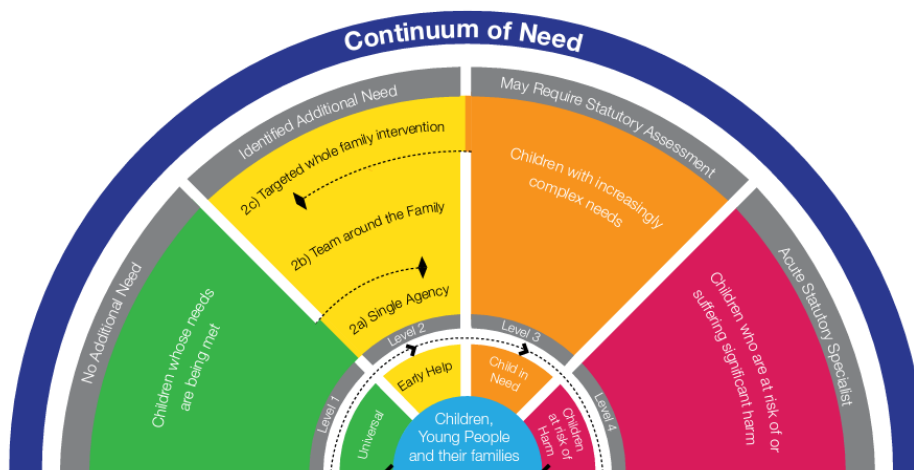 Continuum of Need
No Additional Need
Identified Additional Need
May Require Statutory Assessment
Acute Statutory Specialist
Children whose needs
are being met
2c) Targeted whole family intervention
2b) Team around the Family
2a) Single Agency
Children with increasingly
complex needs
Children who are at risk of or
suffering significant harm
Level 1
Level 2
Level 3
Level 4
Universal
Early Help
Child in
Need
Children
at risk of
Harm
Children,
Young People
and their families